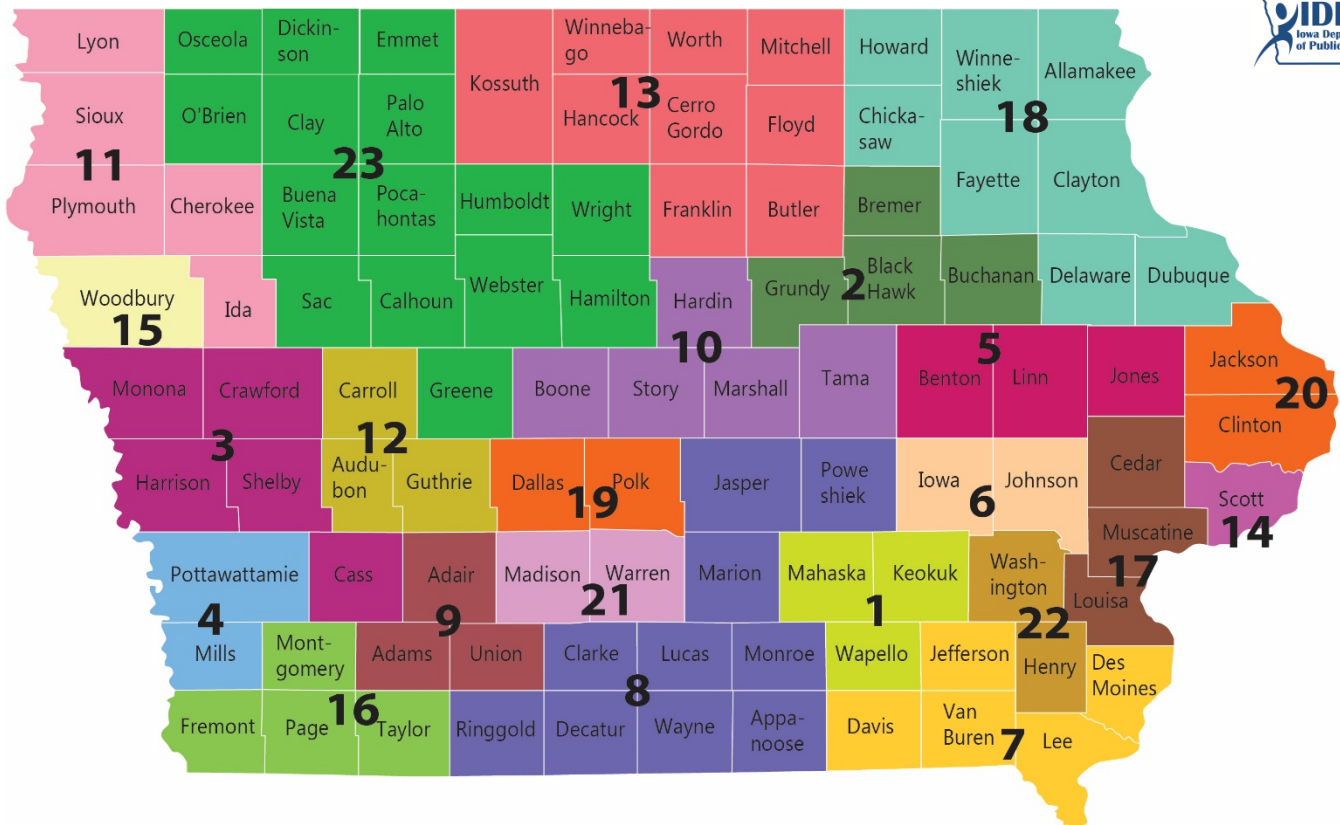 IDP
Iowa Dep
of Public
Lyon
Osceola
Dickin-
son
Emmet
Kossuth
Winneba-
go
Worth
Mitchell
Howard
Winne-
shiek
Allamakee
13
18
Sioux
O'Brien
Clay
Palo
Alto
Hancock
Cerro
Gordo
Floyd
Chicka-
saw
11
23
Plymouth
Cherokee
Buena
Vista
Poca-
hontas
Humboldt
Wright
Franklin
Butler
Bremer
Fayette
Clayton
Woodbury
15
Ida
Sac
Calhoun
Webster
Hamilton
Hardin
Grundy
2
Black
Hawk
Buchanan
Delaware
Dubuque
10
5
Monona
Crawford
Carroll
Greene
Boone
Story
Marshall
Tama
Benton
Linn
Jones
Jackson
20
Clinton
3
12
Harrison
Shelby
Audu-
bon
Guthrie
Dallas
19
Polk
Jasper
Powe
shiek
Iowa
6
Johnson
Cedar
Scott
14
Muscatine
17
Pottawattamie
4
Cass
Adair
Madison
Warren
21
Marion
Mahaska
Keokuk
1
Wash-
ington
22
Louisa
Mills
Mont-
gomery
9
Adams
Union
Clarke
Lucas
Monroe
8
Wapello
Jefferson
Henry
Des
Moines
16
Fremont
Page
Taylor
Ringgold
Decatur
Wayne
Appa-
noose
Davis
Van
Buren
7
Lee